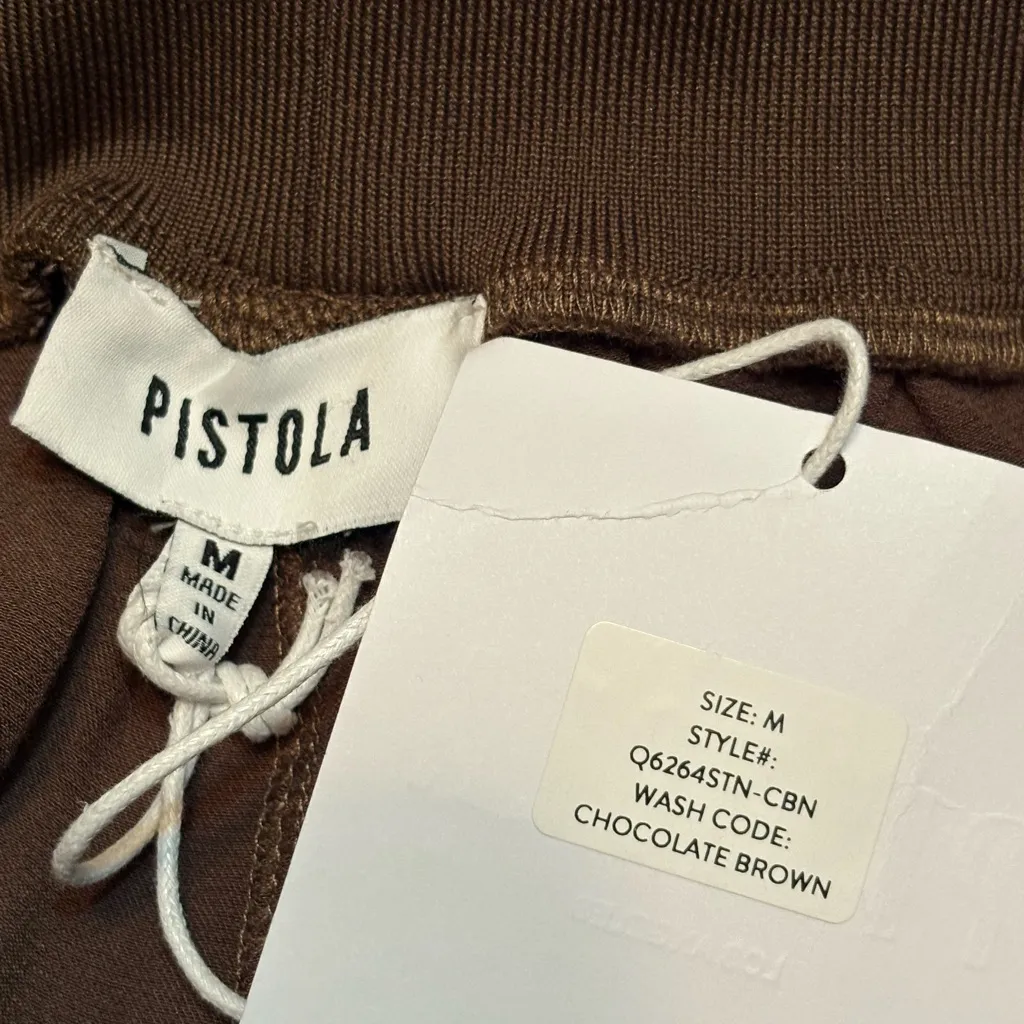 PISTOLA
M
MADE
IN
CHINA
SIZE: M
STYLE#:
Q6264STN-CBN
WASH CODE:
CHOCOLATE BROWN